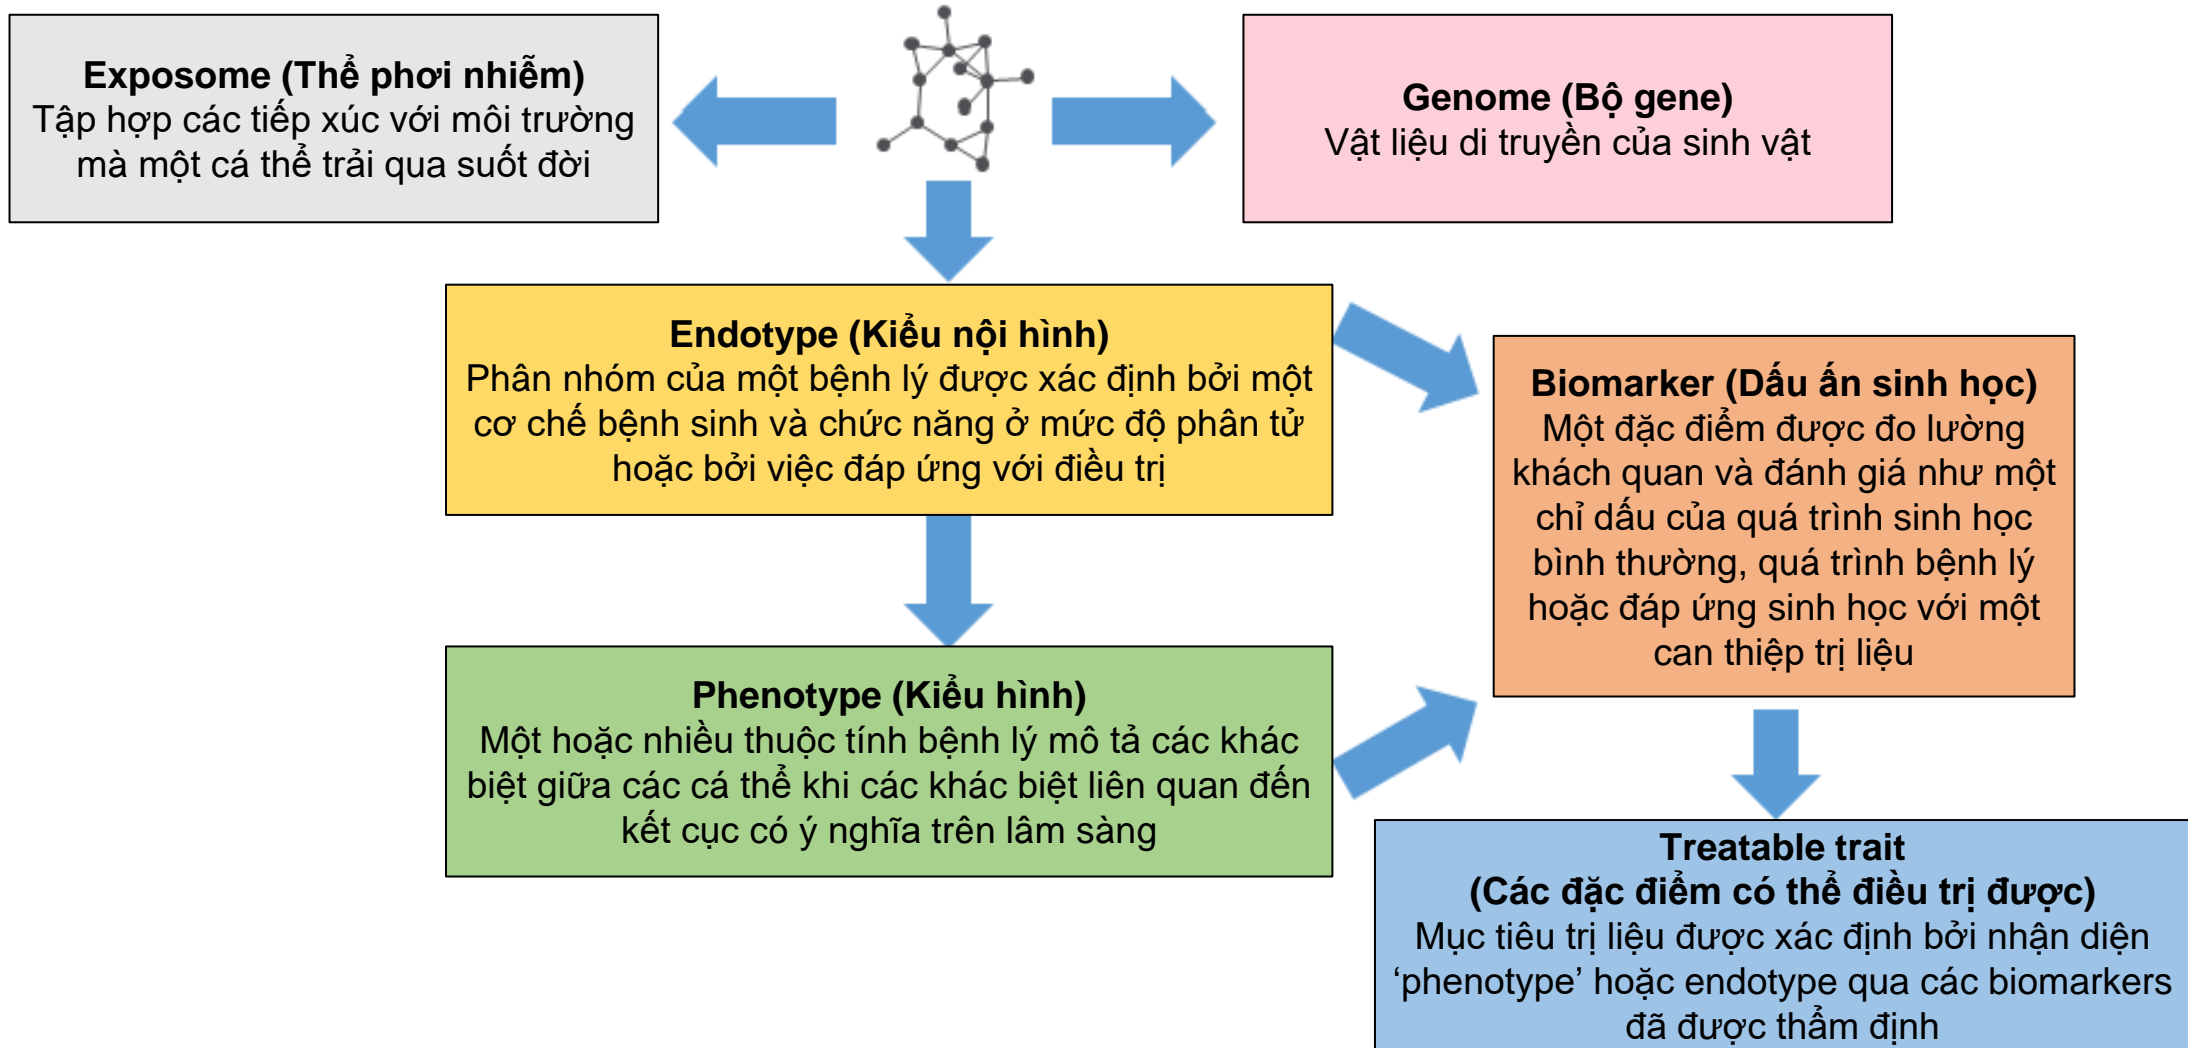 Exposome (Thể phơi nhiễm)
Tập hợp các tiếp xúc với môi trường
mà một cá thể trải qua suốt đời
Genome (Bộ gene)
Vật liệu di truyền của sinh vật
Endotype (Kiểu nội hình)
Phân nhóm của một bệnh lý được xác định bởi một
cơ chế bệnh sinh và chức năng ở mức độ phân tử
hoặc bởi việc đáp ứng với điều trị
Biomarker (Dấu ấn sinh học)
Một đặc điểm được đo lường
khách quan và đánh giá như một
chỉ dấu của quá trình sinh học
bình thường, quá trình bệnh lý
hoặc đáp ứng sinh học với một
can thiệp trị liệu
Phenotype (Kiểu hình)
Một hoặc nhiều thuộc tính bệnh lý mô tả các khác
biệt giữa các cá thể khi các khác biệt liên quan đến
kết cục có ý nghĩa trên lâm sàng
Treatable trait
(Các đặc điểm có thể điều trị được)
Mục tiêu trị liệu được xác định bởi nhận diện
‘phenotype’ hoặc endotype qua các biomarkers
đã được thẩm định